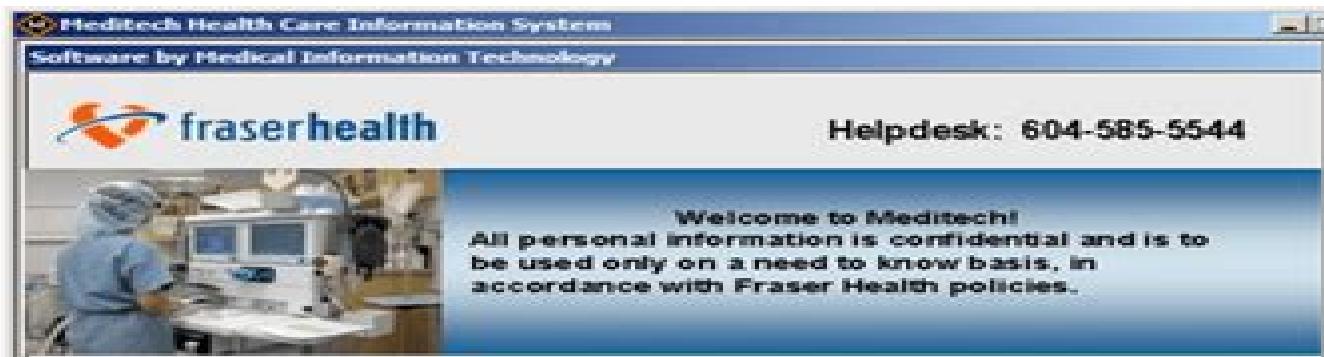 Meditech Health Care Information System
Software by Medical Information Technology
fraserhealth
Helpdesk: 604-585-5544
Welcome to Meditech!
All personal information is confidential and is to
be used only on a need to know basis, in
accordance with Fraser Health policies.